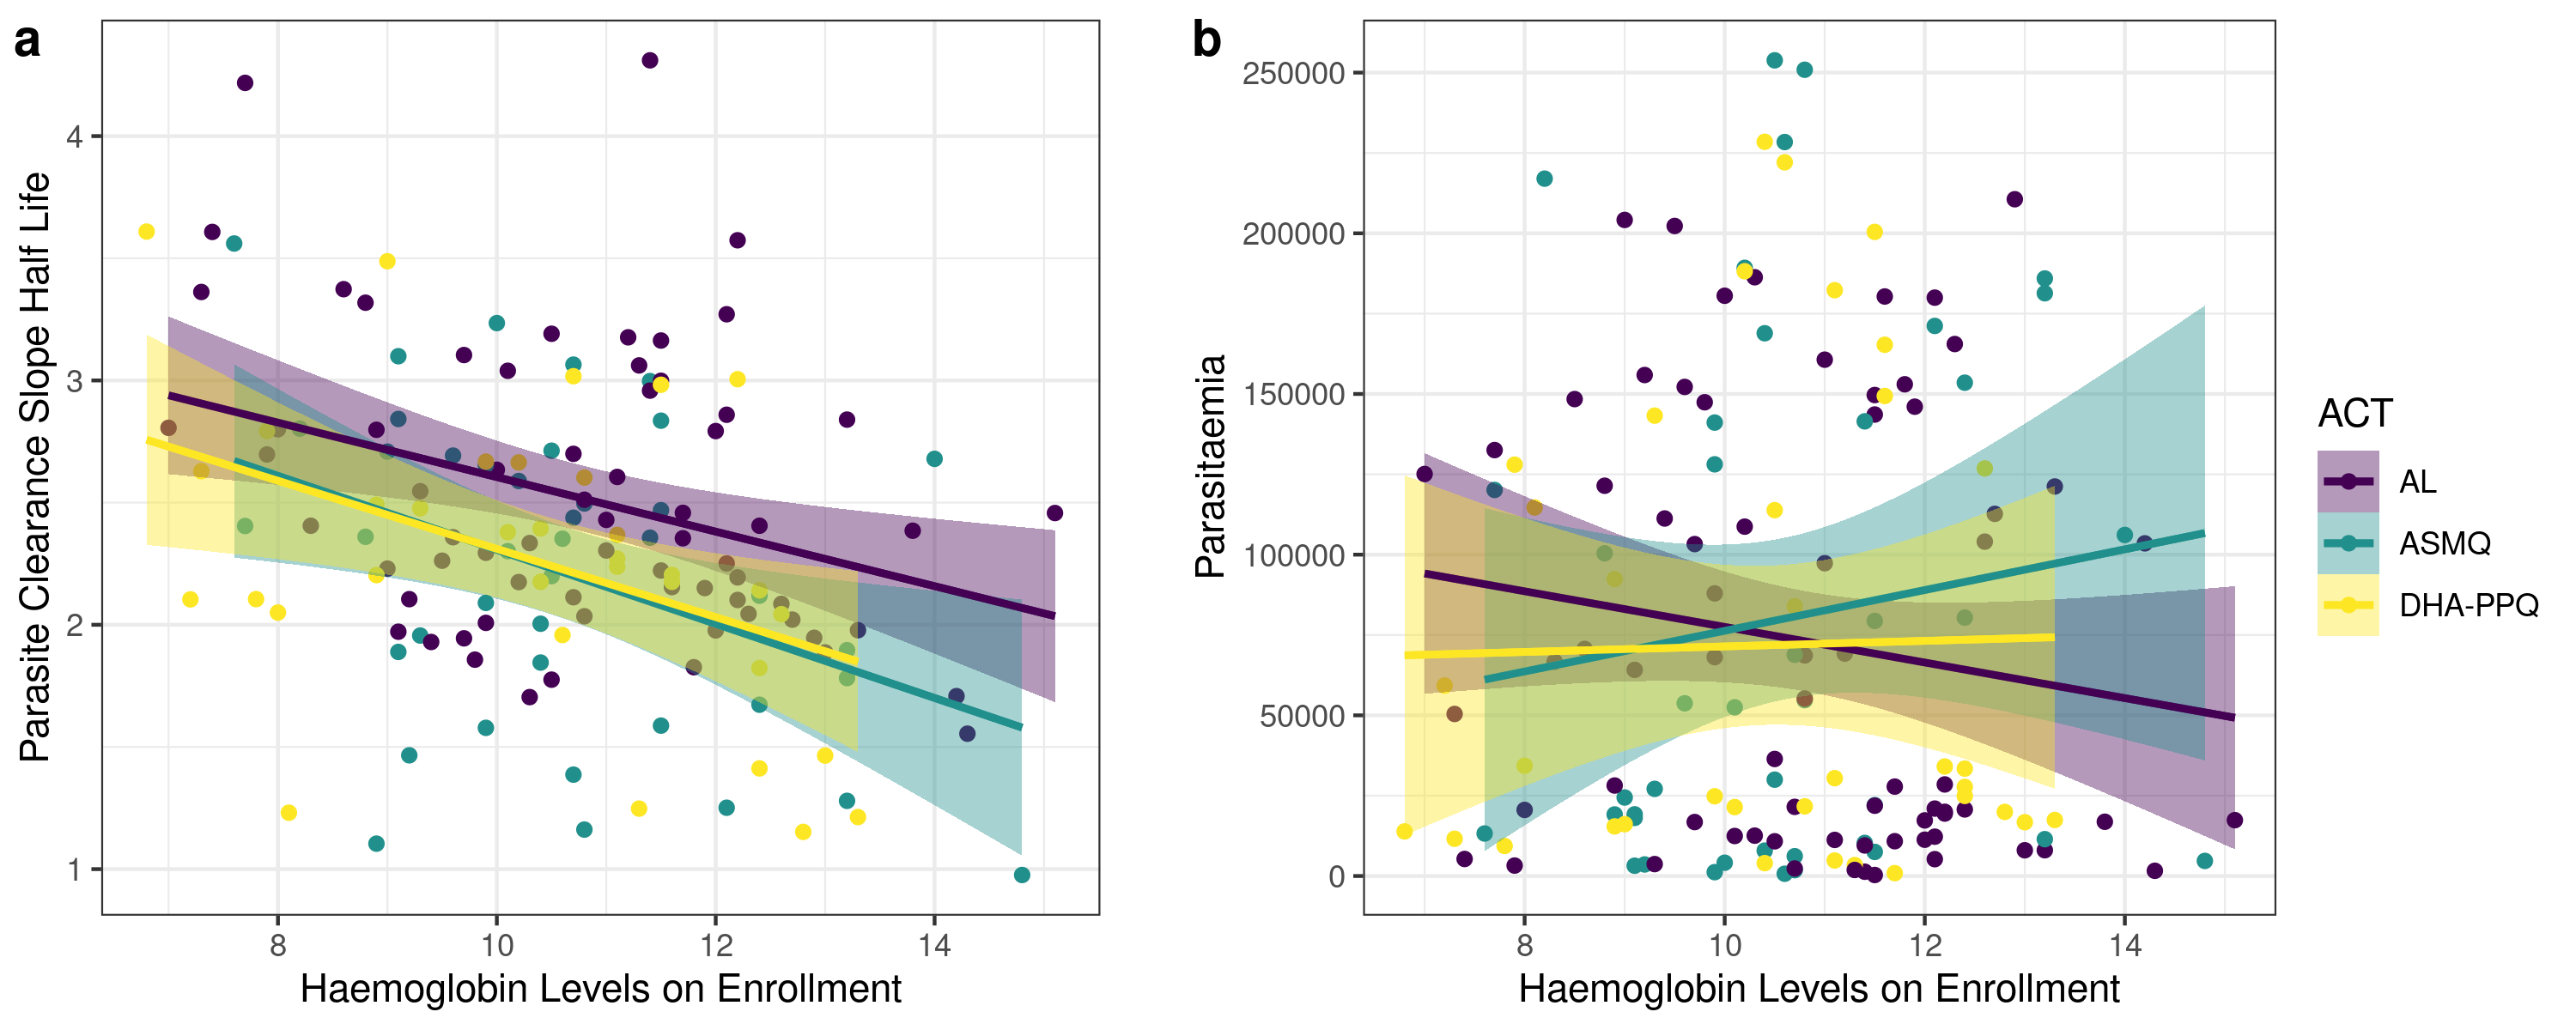 a
Parasite Clearance Slope Half Life
4
3
2
1
8 10 12 14
Haemoglobin Levels on Enrollment
b
Parasitaemia
250000
200000
150000
100000
50000
0
8 10 12 14
Haemoglobin Levels on Enrollment
ACT
AL
ASMQ
DHA-PPQ